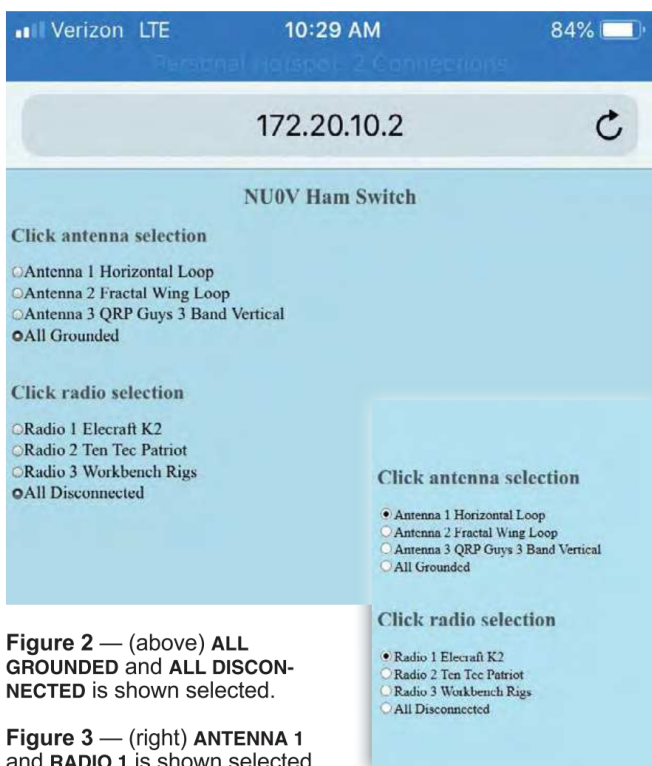 Verizon LTE 10:29 AM 84%
Personal Hotspot: 2 Connections
172.20.10.2
NU0V Ham Switch
Click antenna selection
Antenna 1 Horizontal Loop
Antenna 2 Fractal Wing Loop
Antenna 3 QRP Guys 3 Band Vertical
All Grounded
Click radio selection
Radio 1 Elecraft K2
Radio 2 Ten Tec Patriot
Radio 3 Workbench Rigs
All Disconnected
Click antenna selection
Antenna 1 Horizontal Loop
Antenna 2 Fractal Wing Loop
Antenna 3 QRP Guys 3 Band Vertical
All Grounded
Click radio selection
Radio 1 Elecraft K2
Radio 2 Ten Tec Patriot
Radio 3 Workbench Rigs
All Disconnected
Figure 2 — (above) ALL
GROUNDED and ALL DISCON-
NECTED is shown selected.
Figure 3 — (right) ANTENNA 1
and RADIO 1 is shown selected